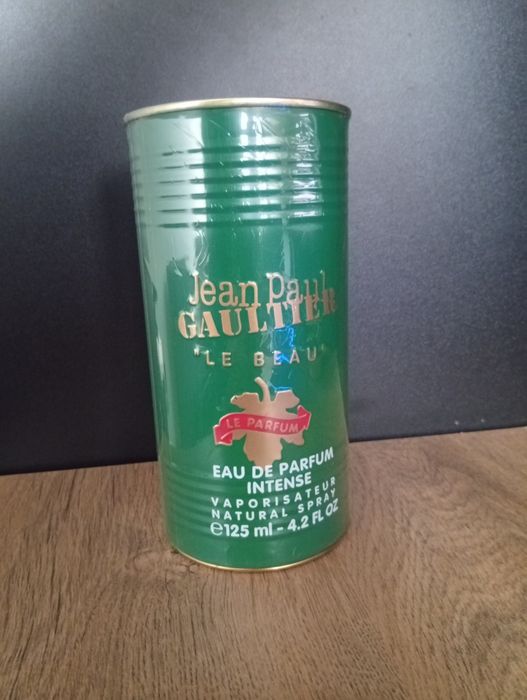 Jean Paul
GAULTIER
"LE BEAU"
LE PARFUM
EAU DE PARFUM
INTENSE
VAPORISATEUR
NATURAL SPRAY
℮125 ml - 4.2 FL OZ